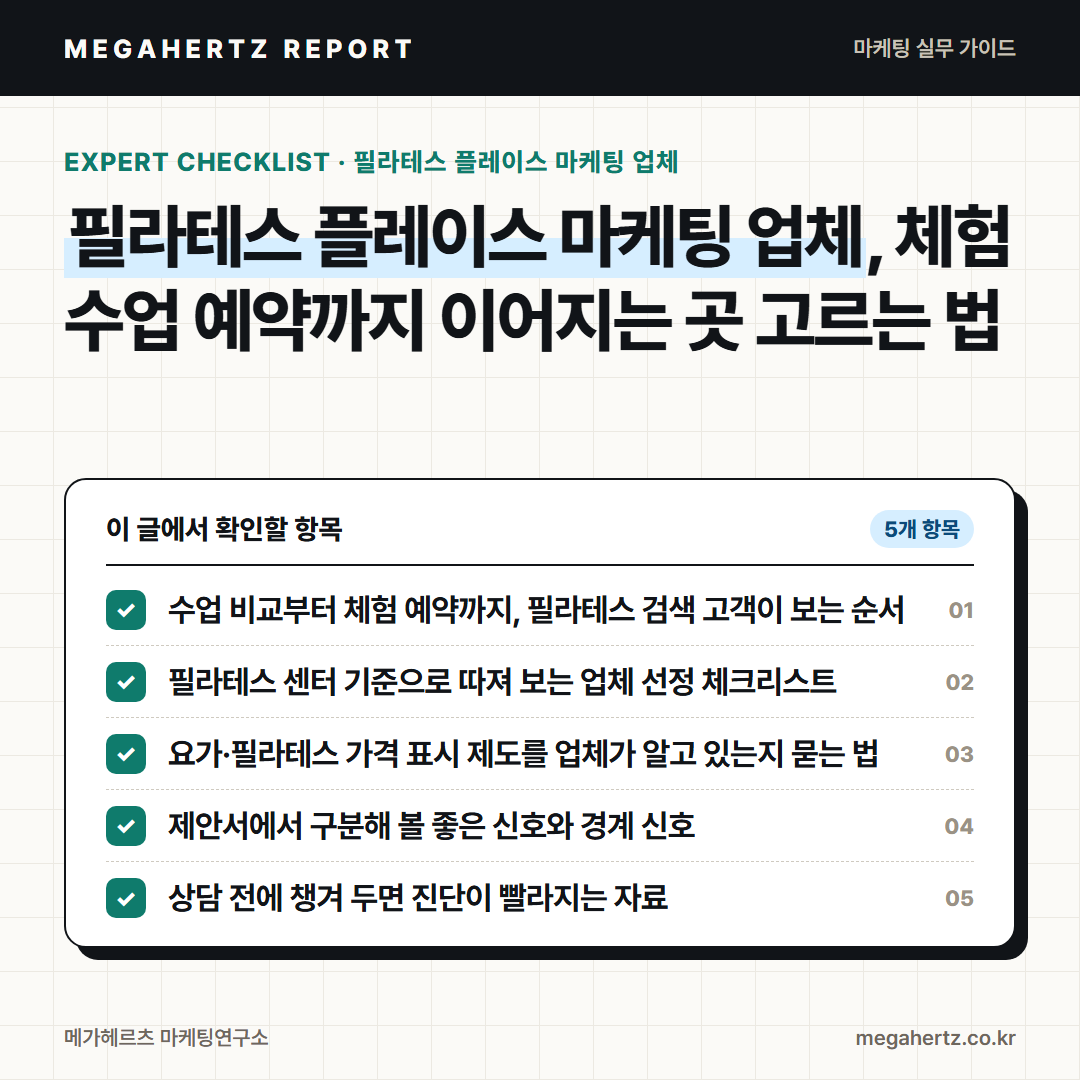 MEGAHERTZ REPORT
마케팅 실무 가이드
EXPERT CHECKLIST · 필라테스 플레이스 마케팅 업체
필라테스 플레이스 마케팅 업체, 체험
수업 예약까지 이어지는 곳 고르는 법
이 글에서 확인할 항목
5개 항목
수업 비교부터 체험 예약까지, 필라테스 검색 고객이 보는 순서 01
필라테스 센터 기준으로 따져 보는 업체 선정 체크리스트 02
요가·필라테스 가격 표시 제도를 업체가 알고 있는지 묻는 법 03
제안서에서 구분해 볼 좋은 신호와 경계 신호 04
상담 전에 챙겨 두면 진단이 빨라지는 자료 05
메가헤르츠 마케팅연구소
megahertz.co.kr